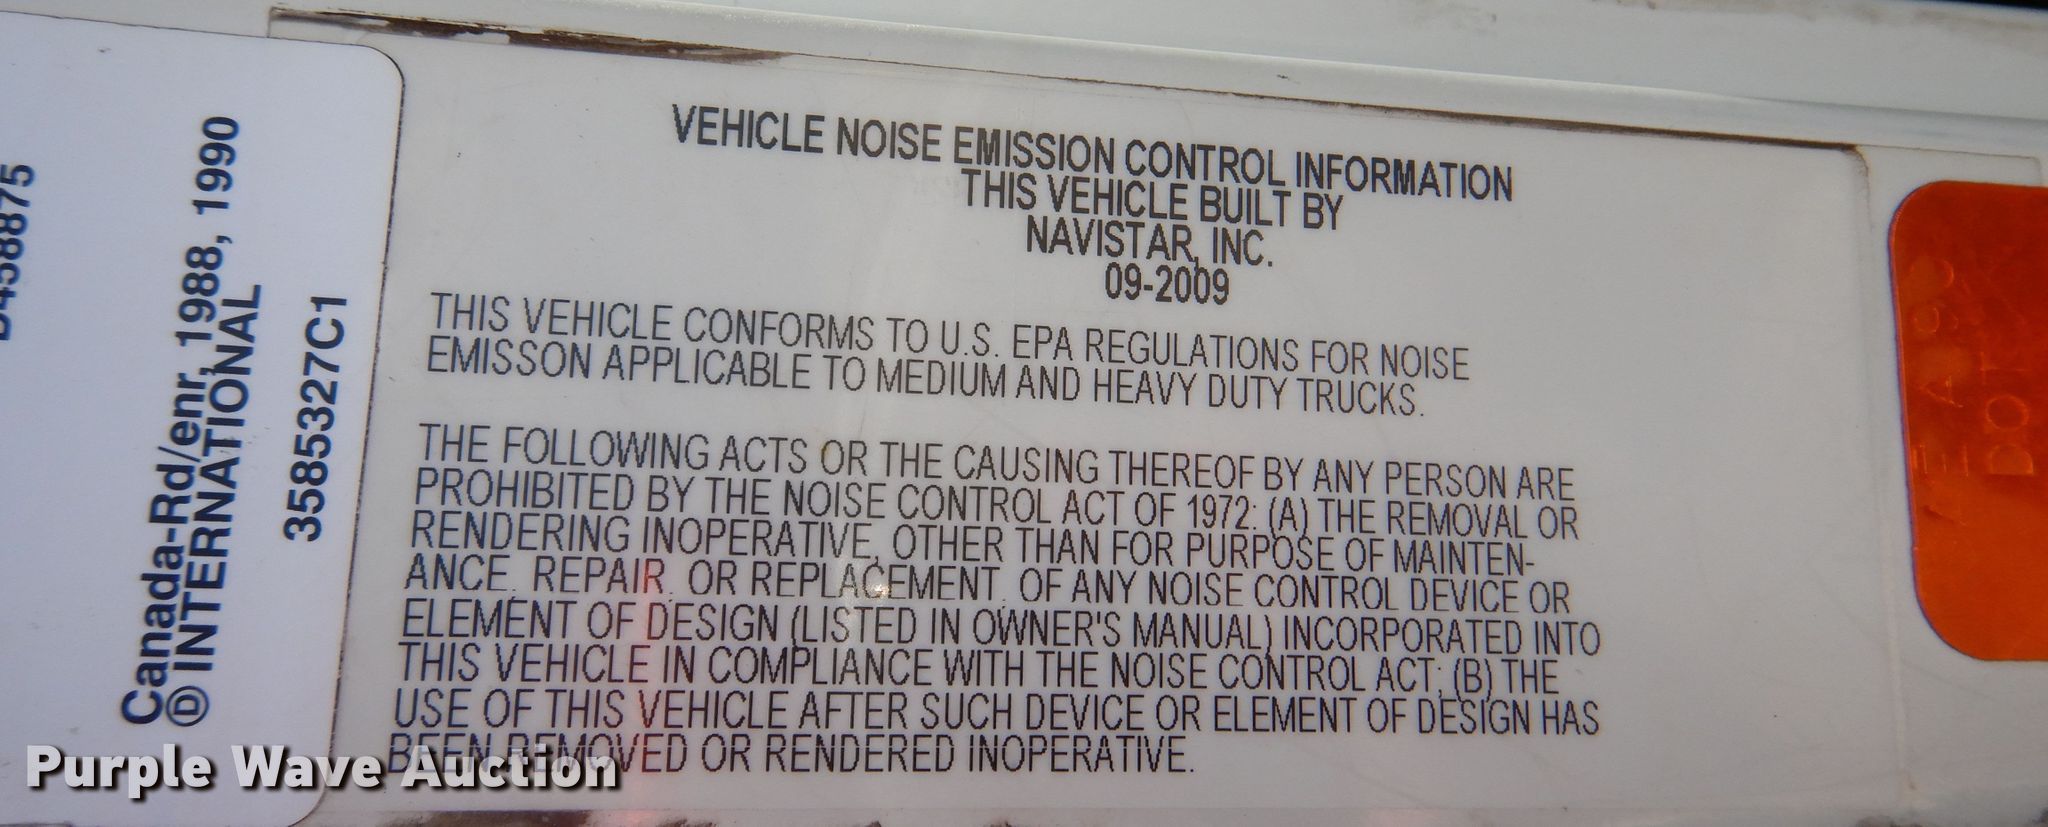 Canada-Rd/enr, 1988, 1990
Ⓓ INTERNATIONAL
3585327C1
VEHICLE NOISE EMISSION CONTROL INFORMATION
THIS VEHICLE BUILT BY
NAVISTAR, INC.
09-2009
THIS VEHICLE CONFORMS TO U.S. EPA REGULATIONS FOR NOISE
EMISSON APPLICABLE TO MEDIUM AND HEAVY DUTY TRUCKS.
THE FOLLOWING ACTS OR THE CAUSING THEREOF BY ANY PERSON ARE
PROHIBITED BY THE NOISE CONTROL ACT OF 1972: (A) THE REMOVAL OR
RENDERING INOPERATIVE, OTHER THAN FOR PURPOSE OF MAINTEN-
ANCE, REPAIR, OR REPLACEMENT, OF ANY NOISE CONTROL DEVICE OR
ELEMENT OF DESIGN (LISTED IN OWNER'S MANUAL) INCORPORATED INTO
THIS VEHICLE IN COMPLIANCE WITH THE NOISE CONTROL ACT; (B) THE
USE OF THIS VEHICLE AFTER SUCH DEVICE OR ELEMENT OF DESIGN HAS
BEEN REMOVED OR RENDERED INOPERATIVE.
DOT
Purple Wave Auction